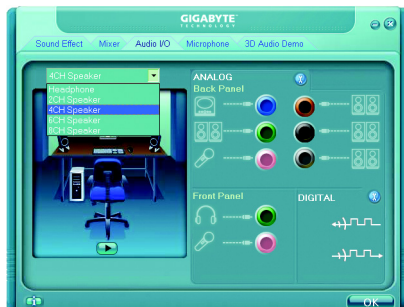 GIGABYTE
TECHNOLOGY
Sound Effect Mixer Audio I/O Microphone 3D Audio Demo
4CH Speaker
Headphone
2CH Speaker
4CH Speaker
6CH Speaker
8CH Speaker
ANALOG
Back Panel
Front Panel
DIGITAL
OK